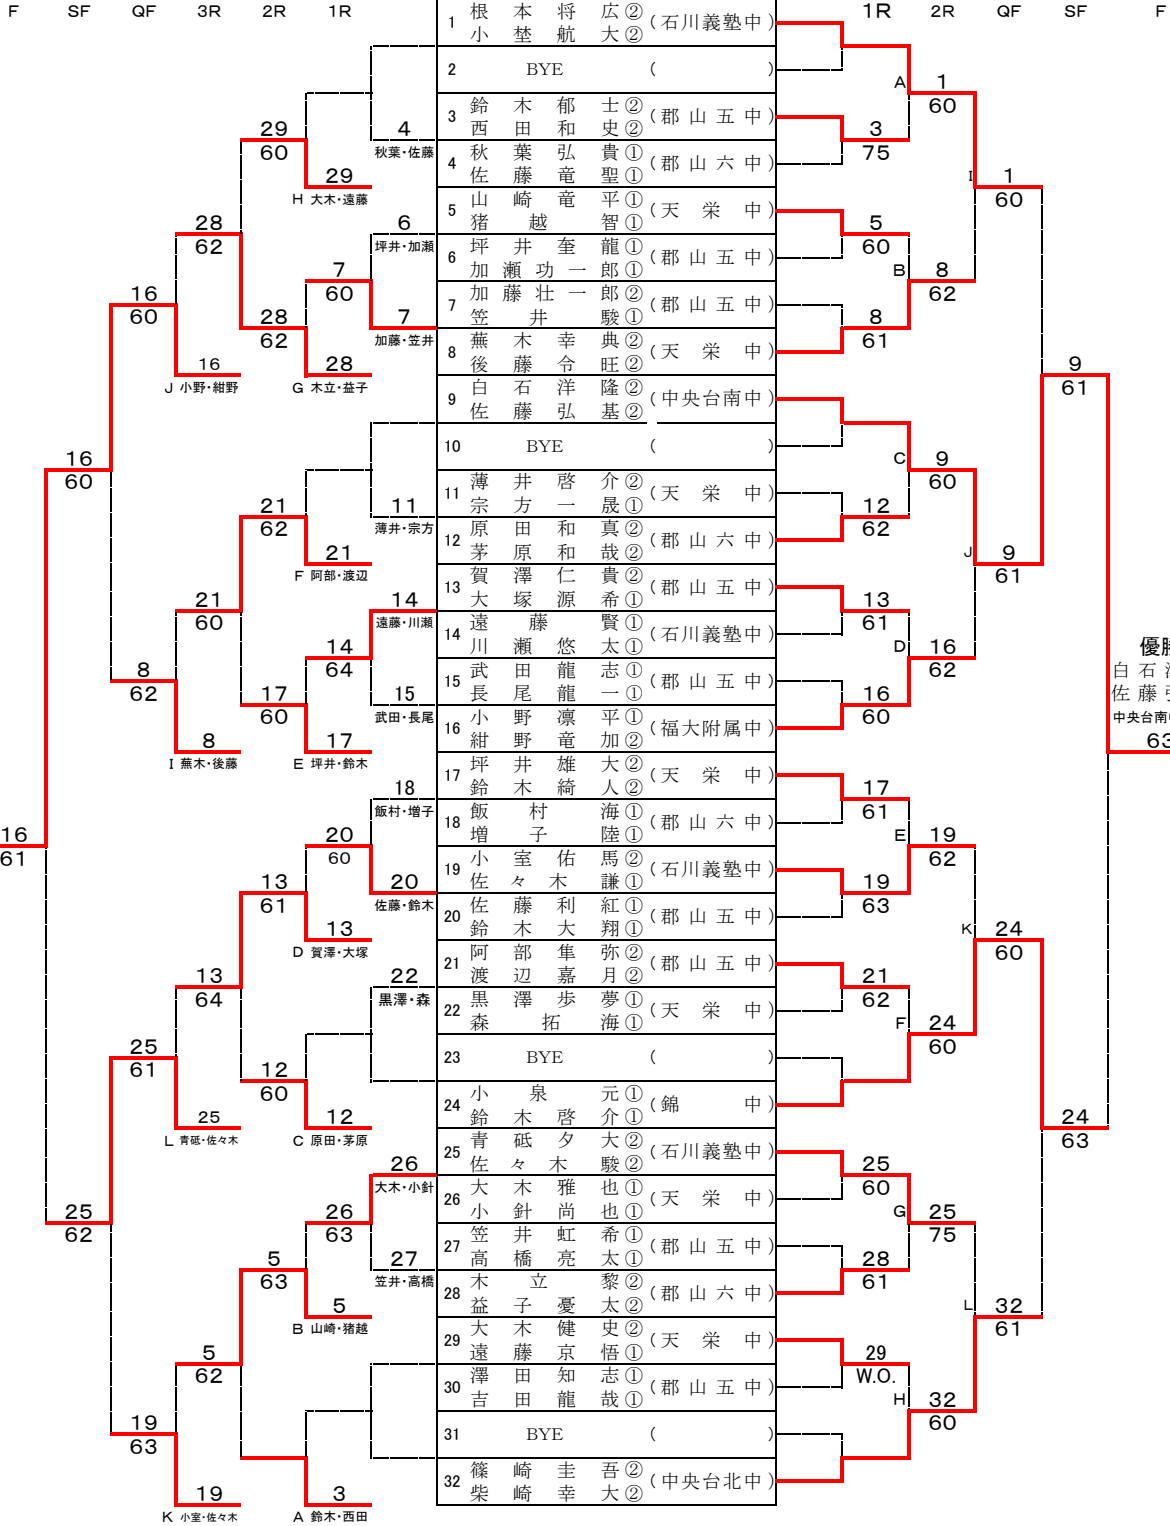 F SF QF 3R 2R 1R
1R 2R QF SF F
1 根本将広② 小埜航大② (石川義塾中)
2 BYE ( )
3 鈴木郁士② 西田和史② (郡山五中)
4 秋葉弘貴① 佐藤竜聖① (郡山六中)
5 山崎竜平① 猪越智① (天栄中)
6 坪井奎龍① 加瀬功一郎① (郡山五中)
7 加藤壮一郎② 笠井駿① (郡山五中)
8 蕪木幸典② 後藤令旺② (天栄中)
9 白石洋隆② 佐藤弘基② (中央台南中)
10 BYE ( )
11 薄井啓介② 宗方一晟① (天栄中)
12 原田和真② 茅原和哉② (郡山六中)
13 賀澤仁貴② 大塚源希① (郡山五中)
14 遠藤賢① 川瀬悠太① (石川義塾中)
15 武田龍志① 長尾龍一① (郡山五中)
16 小野凛平① 紺野竜加② (福大附属中)
17 坪井雄大② 鈴木綺人② (天栄中)
18 飯村海① 増子陸① (郡山六中)
19 小室佑馬② 佐々木謙① (石川義塾中)
20 佐藤利紅① 鈴木大翔① (郡山五中)
21 阿部隼弥② 渡辺嘉月② (郡山五中)
22 黒澤歩夢① 森拓海① (天栄中)
23 BYE ( )
24 小泉元① 鈴木啓介① (錦中)
25 青砥夕大② 佐々木駿② (石川義塾中)
26 大木雅也① 小針尚也① (天栄中)
27 笠井虹希① 高橋亮太① (郡山五中)
28 木立黎② 益子憂太② (郡山六中)
29 大木健史② 遠藤京悟① (天栄中)
30 澤田知志① 吉田龍哉① (郡山五中)
31 BYE ( )
32 篠崎圭吾② 柴崎幸大② (中央台北中)
4
秋葉・佐藤
29
60
29
H 大木・遠藤
6
坪井・加瀬
28
62
7
60
7
加藤・笠井
16
60
28
62
28
G 木立・益子
16
J 小野・紺野
16
60
11
薄井・宗方
21
62
21
F 阿部・渡辺
14
遠藤・川瀬
21
60
14
64
15
武田・長尾
8
62
17
60
17
E 坪井・鈴木
8
I 蕪木・後藤
18
飯村・増子
16
61
20
60
20
佐藤・鈴木
13
61
13
D 賀澤・大塚
22
黒澤・森
13
64
25
61
12
60
12
C 原田・茅原
25
L 青砥・佐々木
26
大木・小針
25
62
26
63
27
笠井・高橋
5
63
5
B 山崎・猪越
5
62
19
63
19
K 小室・佐々木
3
A 鈴木・西田
A
1
60
3
75
I
1
60
5
60
B
8
62
8
61
9
61
C
9
60
12
62
J
9
61
13
61
D
16
62
16
60
優勝
白石
佐藤
中央台南
63
17
61
E
19
62
19
63
K
24
60
21
62
F
24
60
24
63
25
60
G
25
75
28
61
L
32
61
29
W.O.
H
32
60